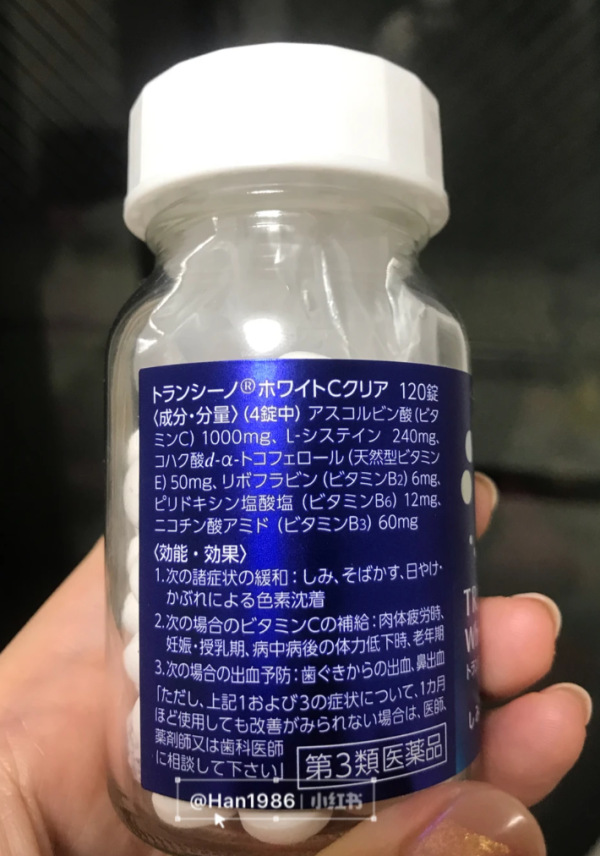 トランシーノ®ホワイトCクリア 120錠
〈成分・分量〉(4錠中) アスコルビン酸(ビタ
ミンC) 1000mg、L-システイン 240mg、
コハク酸d-α-トコフェロール(天然型ビタミン
E) 50mg、リボフラビン(ビタミンB2) 6mg、
ピリドキシン塩酸塩(ビタミンB6) 12mg、
ニコチン酸アミド(ビタミンB3) 60mg
〈効能・効果〉
1.次の諸症状の緩和:しみ、そばかす、日やけ・
かぶれによる色素沈着
2.次の場合のビタミンCの補給:肉体疲労時、
妊娠・授乳期、病中病後の体力低下時、老年期
3.次の場合の出血予防:歯ぐきからの出血、鼻出血
「ただし、上記1および3の症状について、1カ月
ほど使用しても改善がみられない場合は、医師、
薬剤師又は歯科医師
に相談して下さい」
第3類医薬品
@Han1986 | 小红书